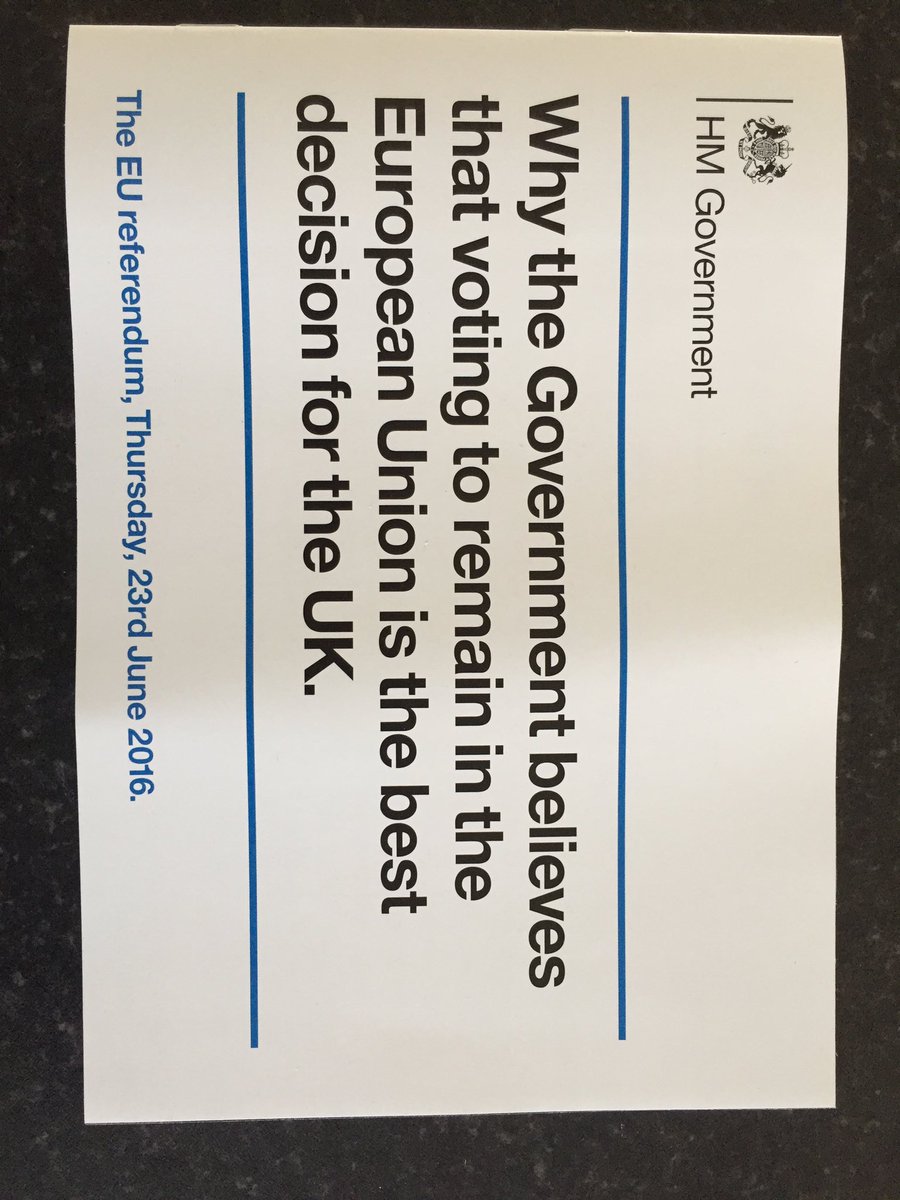 HM Government
Why the Government believes
that voting to remain in the
European Union is the best
decision for the UK.
The EU referendum, Thursday, 23rd June 2016.